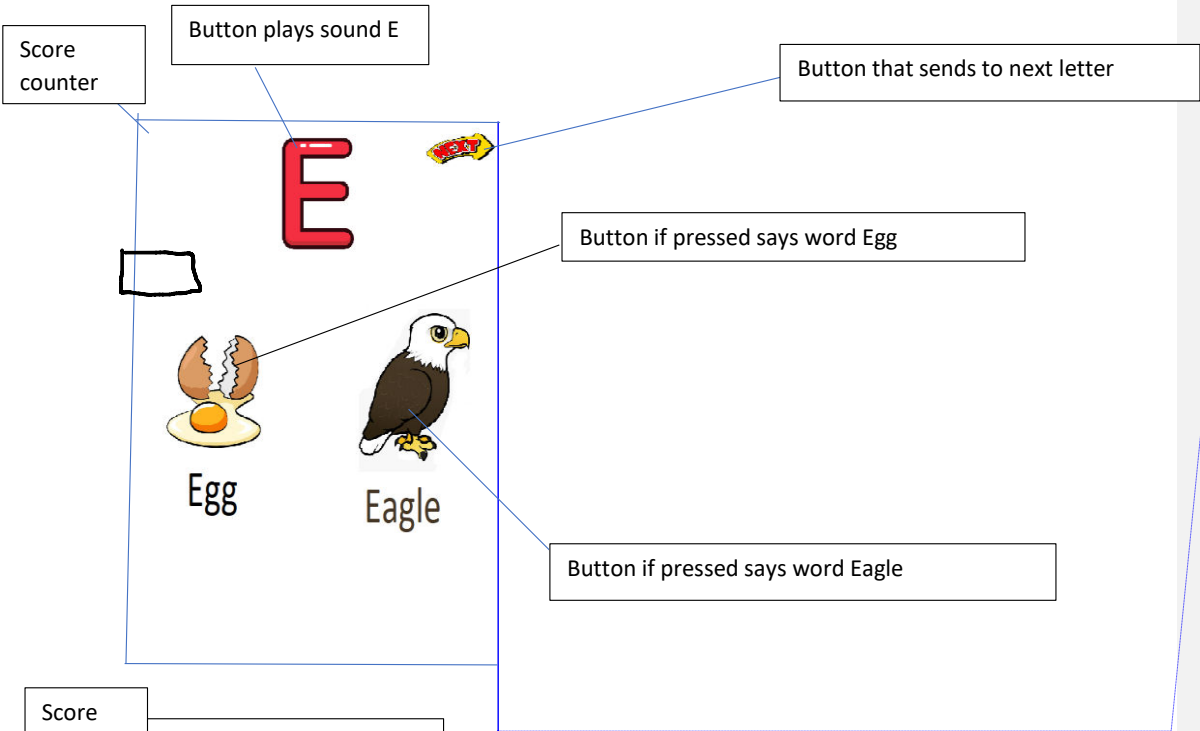 Button plays sound E
Score
counter
Button that sends to next letter
E
NEXT
Button if pressed says word Egg
Egg
Eagle
Button if pressed says word Eagle
Score